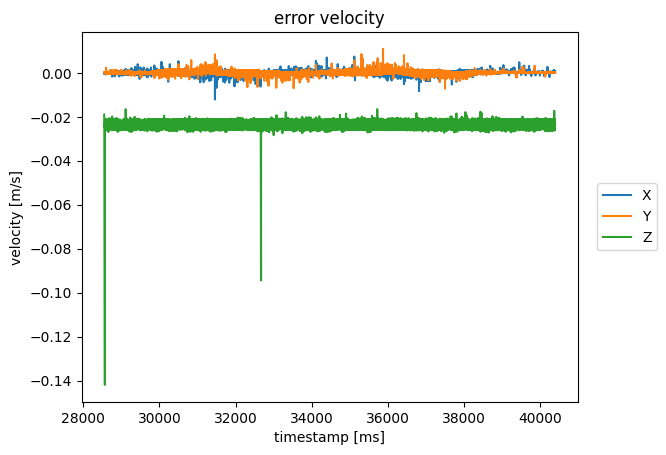 error velocity
0.00
−0.02
−0.04
−0.06
−0.08
−0.10
−0.12
−0.14
velocity [m/s]
28000 30000 32000 34000 36000 38000 40000
timestamp [ms]
X
Y
Z